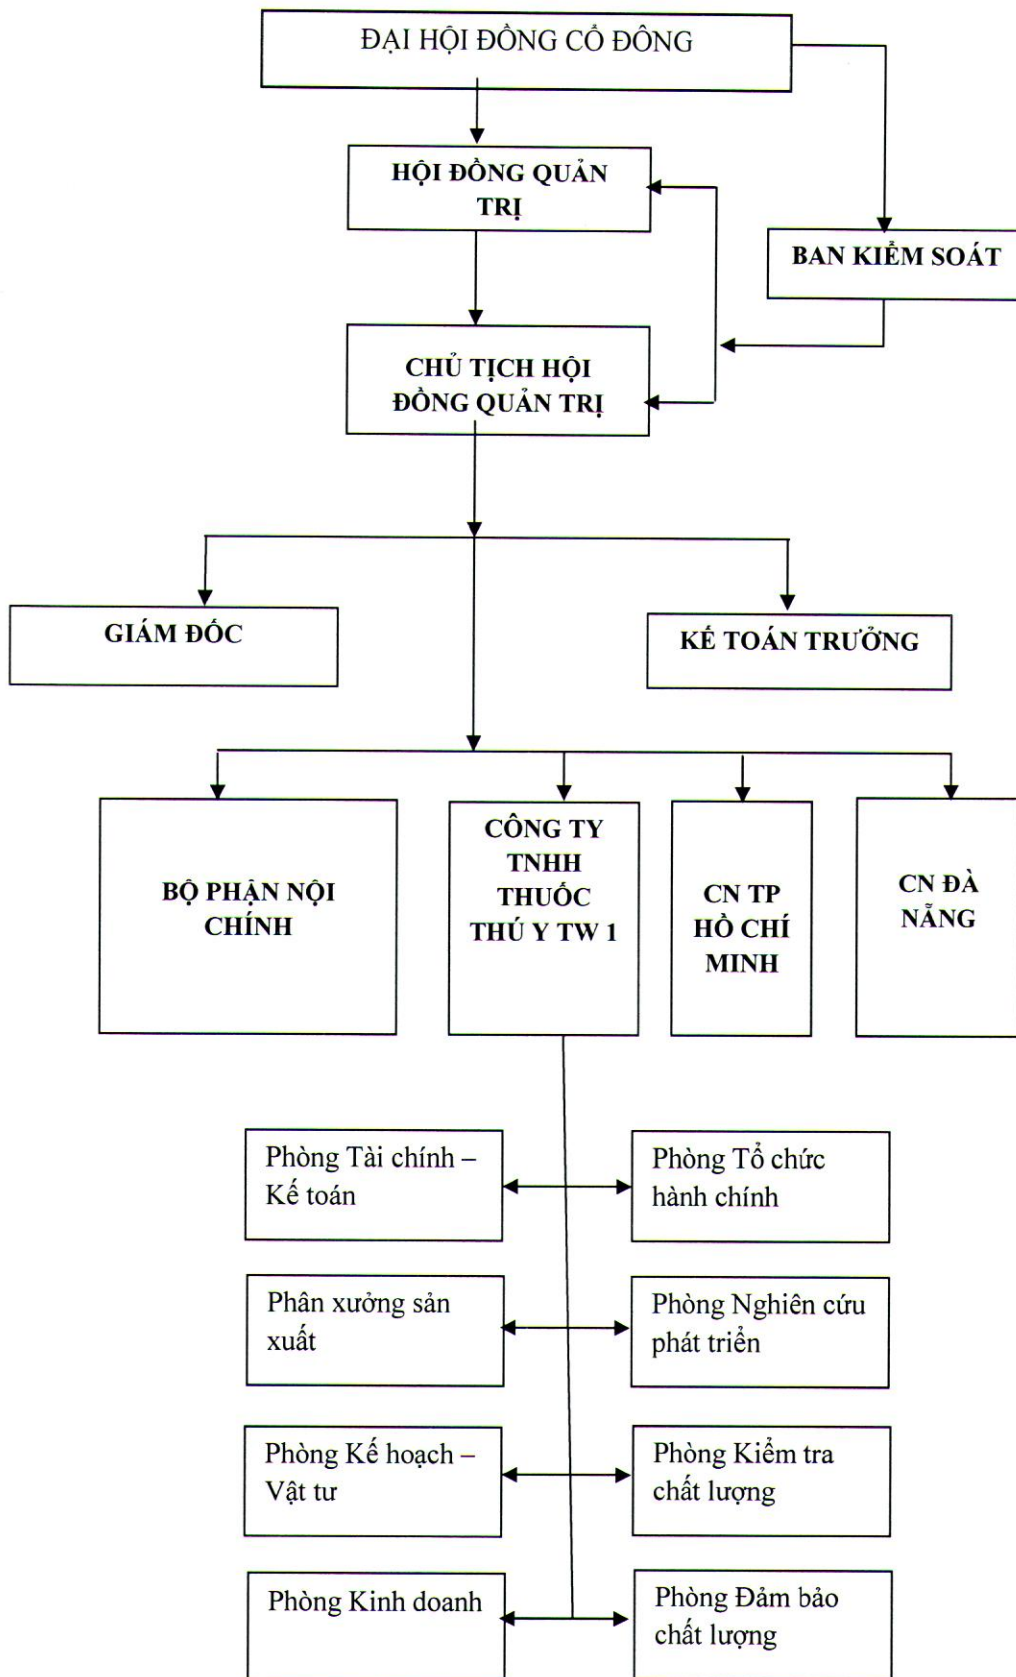 ĐẠI HỘI ĐỒNG CỔ ĐÔNG
HỘI ĐỒNG QUẢN
TRỊ
BAN KIỂM SOÁT
CHỦ TỊCH HỘI
ĐỒNG QUẢN TRỊ
GIÁM ĐỐC
KẾ TOÁN TRƯỞNG
BỘ PHẬN NỘI
CHÍNH
CÔNG TY
TNHH
THUỐC
THÚ Y TW 1
CN TP
HỒ CHÍ
MINH
CN ĐÀ
NẴNG
Phòng Tài chính –
Kế toán
Phòng Tổ chức
hành chính
Phân xưởng sản
xuất
Phòng Nghiên cứu
phát triển
Phòng Kế hoạch –
Vật tư
Phòng Kiểm tra
chất lượng
Phòng Kinh doanh
Phòng Đảm bảo
chất lượng